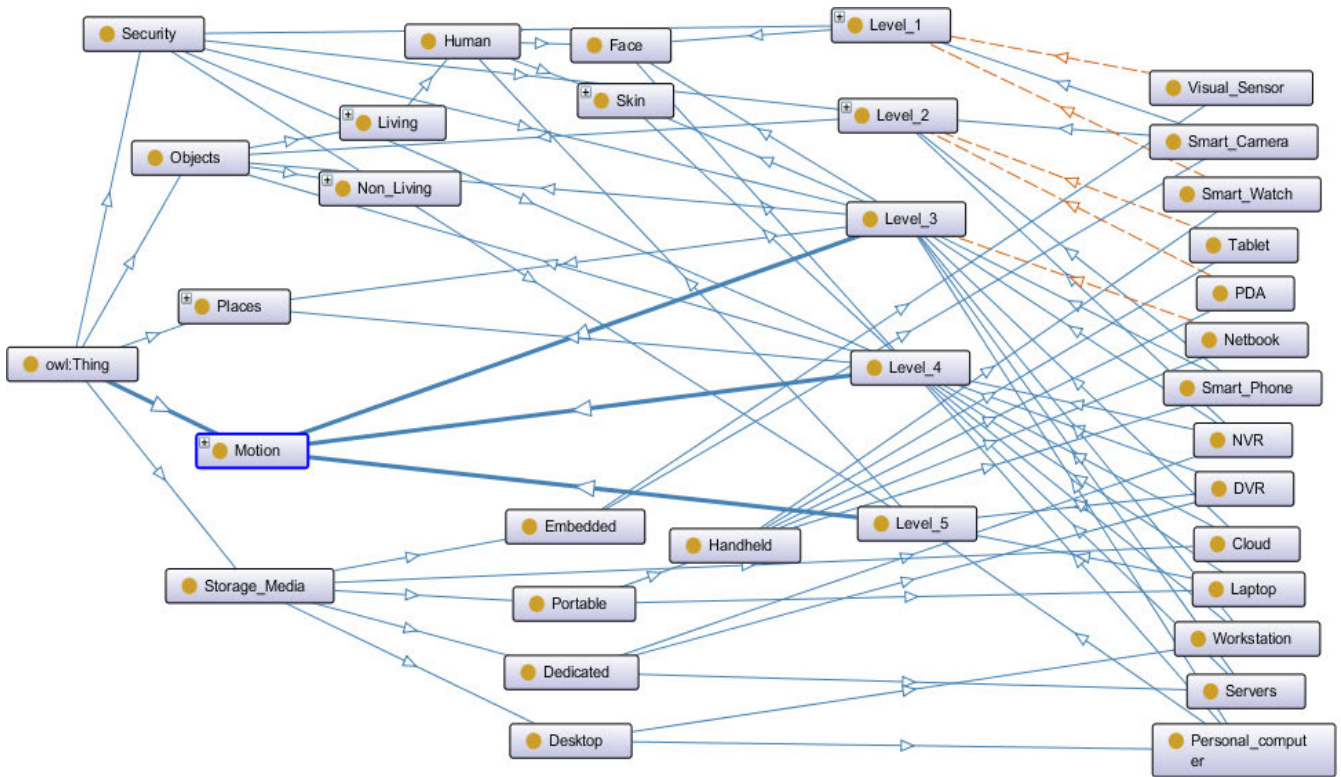 Security
Human
Face
Level_1
Visual_Sensor
Skin
Living
Level_2
Smart_Camera
Objects
Non_Living
Smart_Watch
Level_3
Tablet
PDA
Places
Netbook
owl:Thing
Level_4
Smart_Phone
Motion
NVR
DVR
Embedded
Level_5
Handheld
Cloud
Storage_Media
Portable
Laptop
Workstation
Dedicated
Servers
Desktop
Personal_comput
er